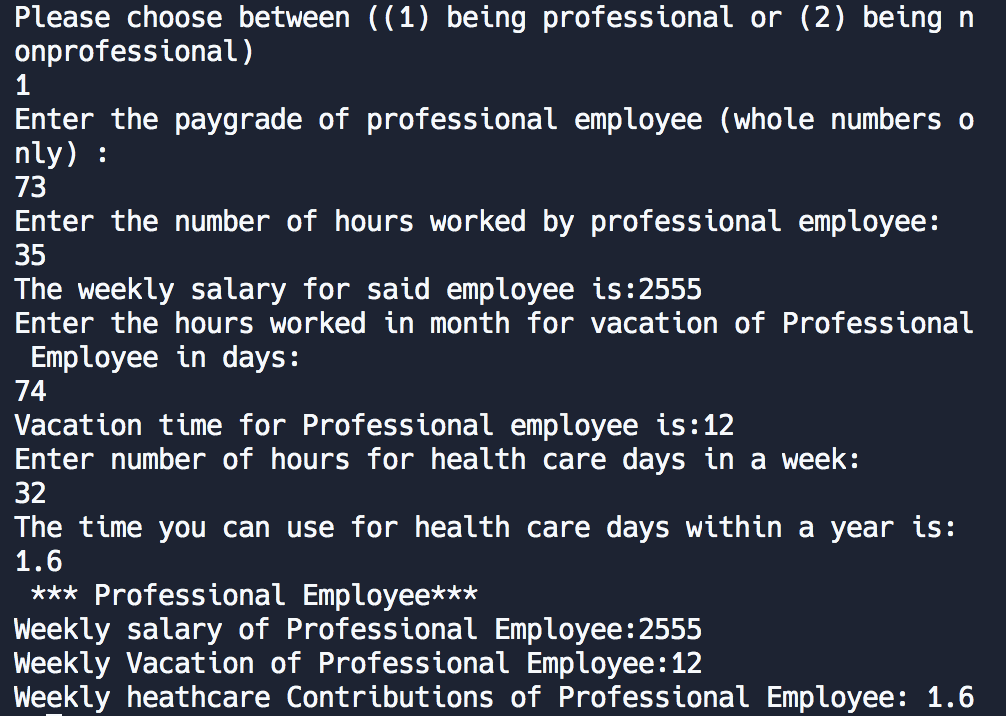 Please choose between ((1) being professional or (2) being n
onprofessional)
1
Enter the paygrade of professional employee (whole numbers o
nly) :
73
Enter the number of hours worked by professional employee:
35
The weekly salary for said employee is:2555
Enter the hours worked in month for vacation of Professional
 Employee in days:
74
Vacation time for Professional employee is:12
Enter number of hours for health care days in a week:
32
The time you can use for health care days within a year is:
1.6
 *** Professional Employee***
Weekly salary of Professional Employee:2555
Weekly Vacation of Professional Employee:12
Weekly heathcare Contributions of Professional Employee: 1.6